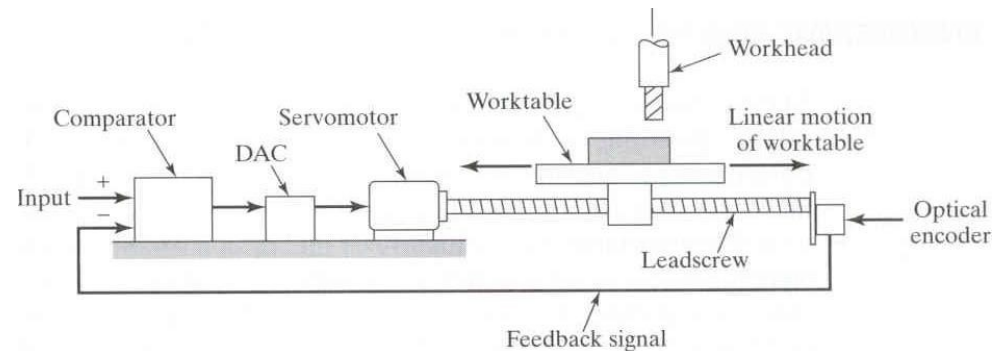 Workhead
Worktable
Linear motion
of worktable
Comparator
Servomotor
DAC
Input
+
−
Optical
encoder
Leadscrew
Feedback signal